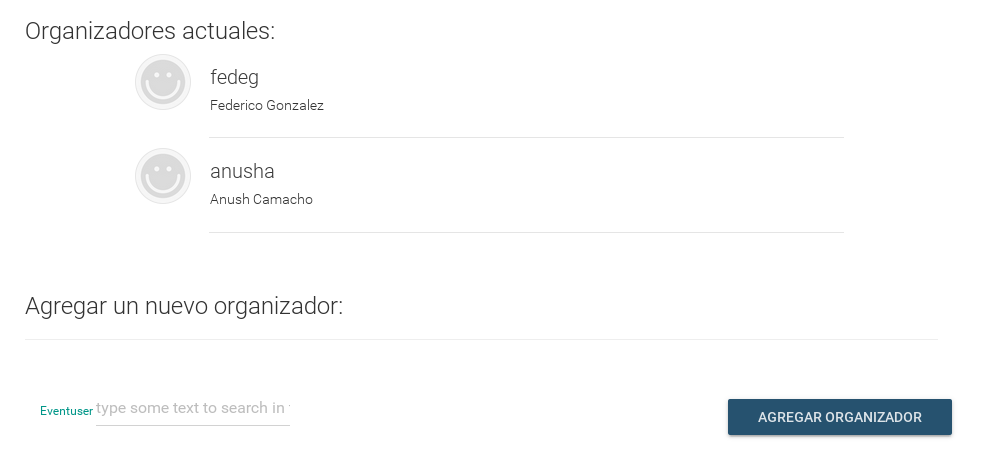 Organizadores actuales:
fedeg
Federico Gonzalez
anusha
Anush Camacho
Agregar un nuevo organizador:
Eventuser type some text to search in
AGREGAR ORGANIZADOR